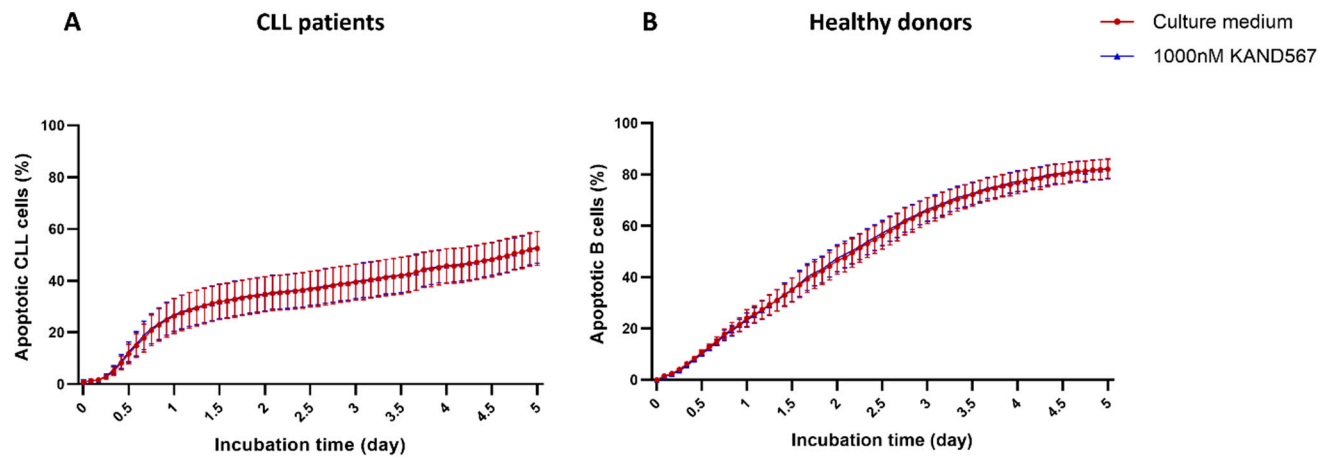 A
CLL patients
B
Healthy donors
Culture medium
1000nM KAND567
Apoptotic CLL cells (%)
100
80
60
40
20
0
0 0.5 1 1.5 2 2.5 3 3.5 4 4.5 5
Incubation time (day)
Apoptotic B cells (%)
100
80
60
40
20
0
0 0.5 1 1.5 2 2.5 3 3.5 4 4.5 5
Incubation time (day)